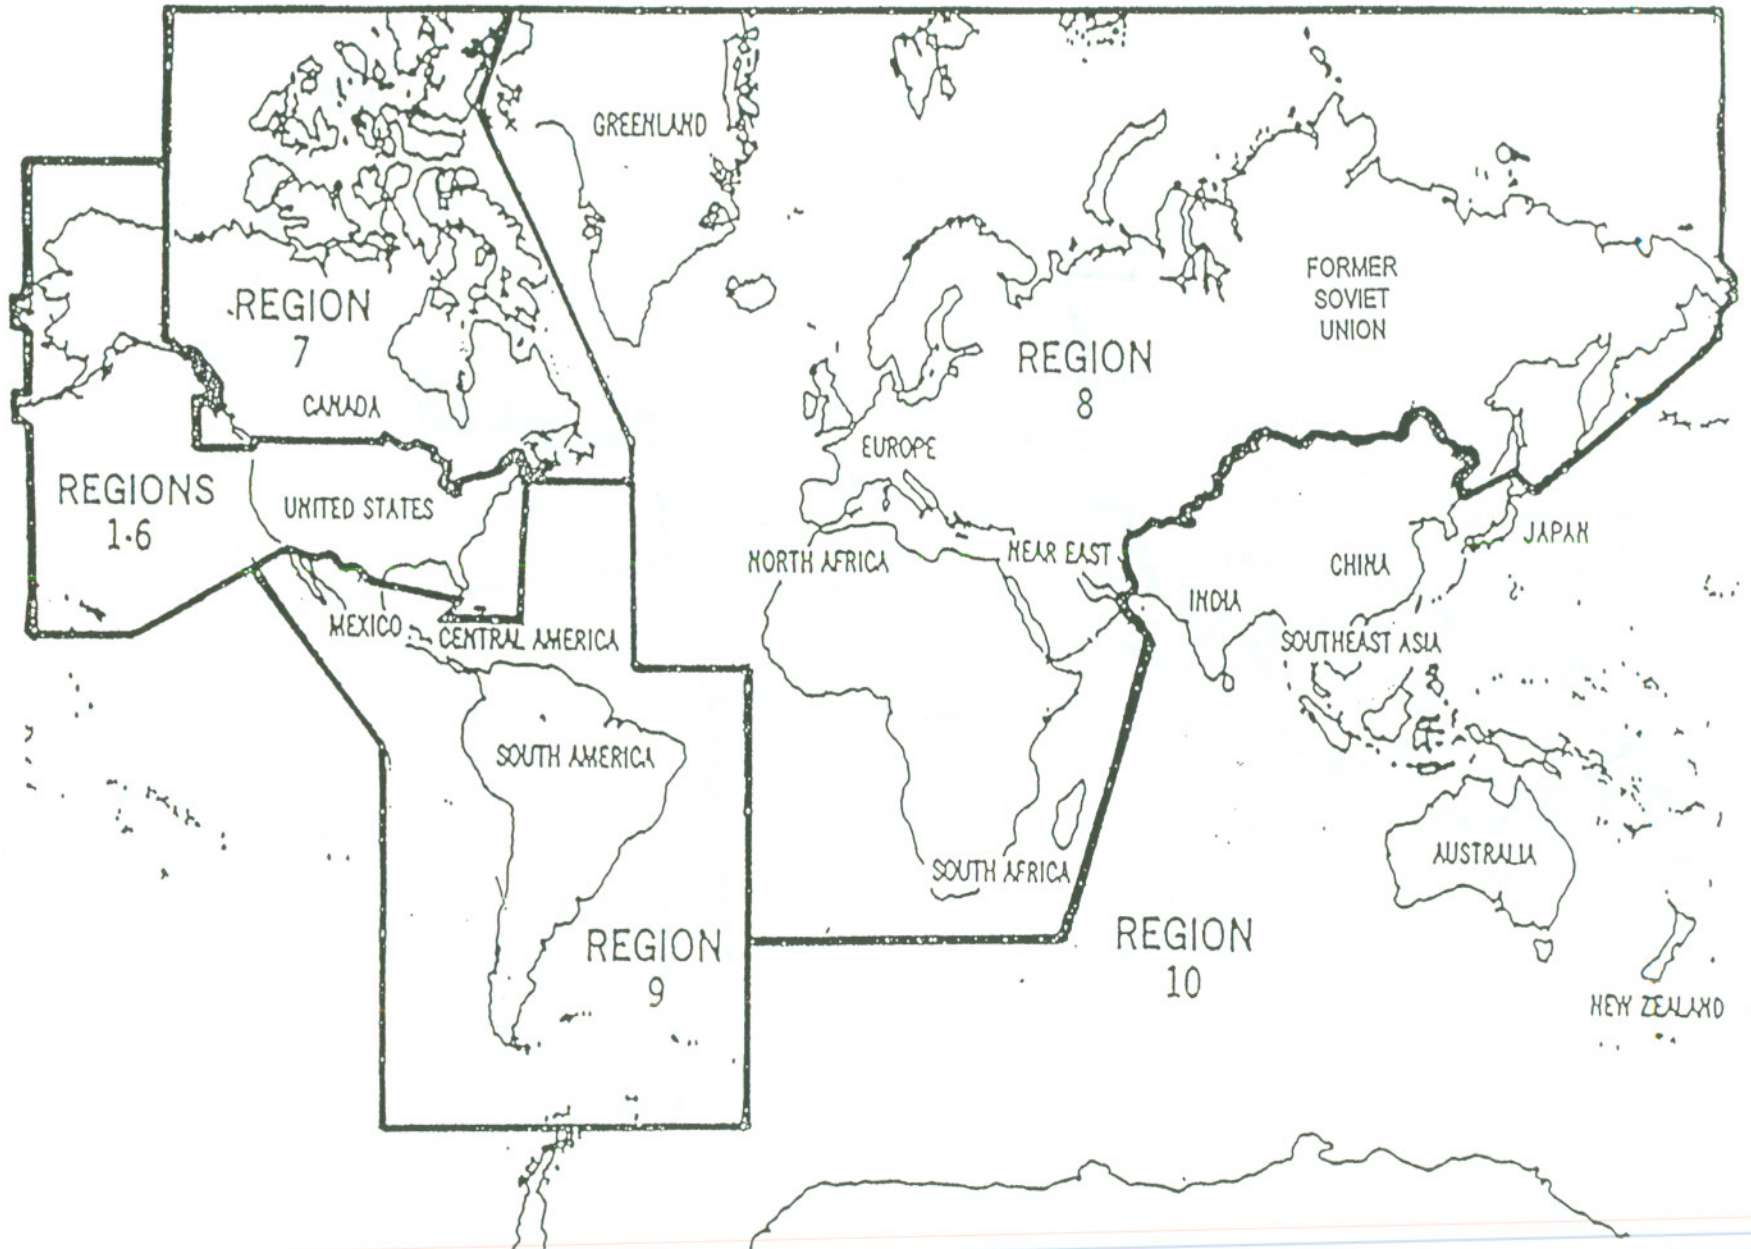 GREENLAND
REGION
7
CANADA
FORMER
SOVIET
UNION
REGION
8
EUROPE
REGIONS
1-6
UNITED STATES
NORTH AFRICA
NEAR EAST
JAPAN
CHINA
INDIA
MEXICO
CENTRAL AMERICA
SOUTHEAST ASIA
SOUTH AMERICA
SOUTH AFRICA
AUSTRALIA
REGION
9
REGION
10
NEW ZEALAND